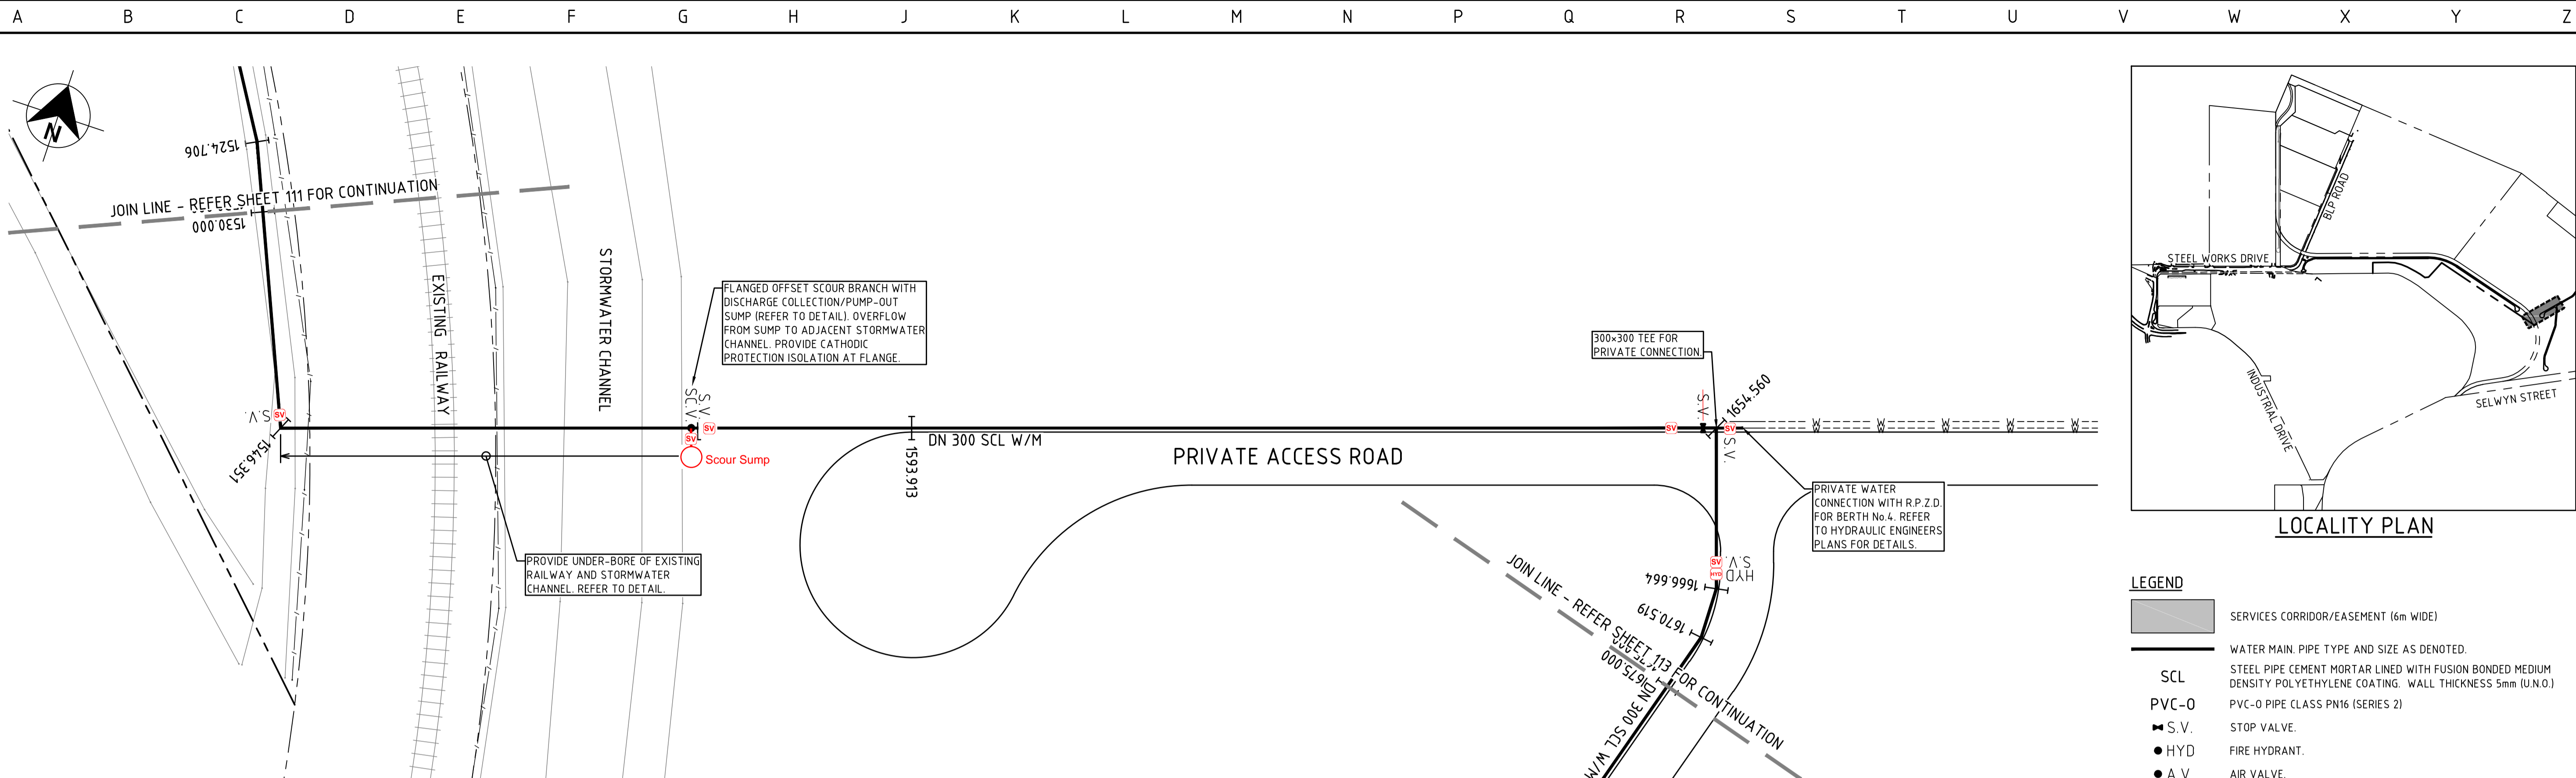 A B C D E F G H J K L M N P Q R S T U V W X Y Z
N
1524.706
JOIN LINE - REFER SHEET 111 FOR CONTINUATION
1530.000
EXISTING RAILWAY
STORMWATER CHANNEL
FLANGED OFFSET SCOUR BRANCH WITH
DISCHARGE COLLECTION/PUMP-OUT
SUMP (REFER TO DETAIL). OVERFLOW
FROM SUMP TO ADJACENT STORMWATER
CHANNEL. PROVIDE CATHODIC
PROTECTION ISOLATION AT FLANGE.
S.V.
SV
1546.351
SC.V.
S.V.
SV
SV
Scour Sump
PROVIDE UNDER-BORE OF EXISTING
RAILWAY AND STORMWATER
CHANNEL. REFER TO DETAIL.
1593.913
DN 300 SCL W/M
PRIVATE ACCESS ROAD
300x300 TEE FOR
PRIVATE CONNECTION.
S.V.
SV
1654.560
SV
S.V.
W W W W W
PRIVATE WATER
CONNECTION WITH R.P.Z.D.
FOR BERTH No.4. REFER
TO HYDRAULIC ENGINEERS
PLANS FOR DETAILS.
SV
S.V.
HYD
HYD
1666.664
1670.519
JOIN LINE - REFER SHEET 113 FOR CONTINUATION
1675.000
DN 300 SCL W/M
BLP ROAD
STEEL WORKS DRIVE
INDUSTRIAL DRIVE
SELWYN STREET
LOCALITY PLAN
LEGEND
SERVICES CORRIDOR/EASEMENT (6m WIDE)
WATER MAIN. PIPE TYPE AND SIZE AS DENOTED.
SCL STEEL PIPE CEMENT MORTAR LINED WITH FUSION BONDED MEDIUM
DENSITY POLYETHYLENE COATING. WALL THICKNESS 5mm (U.N.O.)
PVC-O PVC-O PIPE CLASS PN16 (SERIES 2)
S.V. STOP VALVE.
HYD FIRE HYDRANT.
A.V. AIR VALVE.